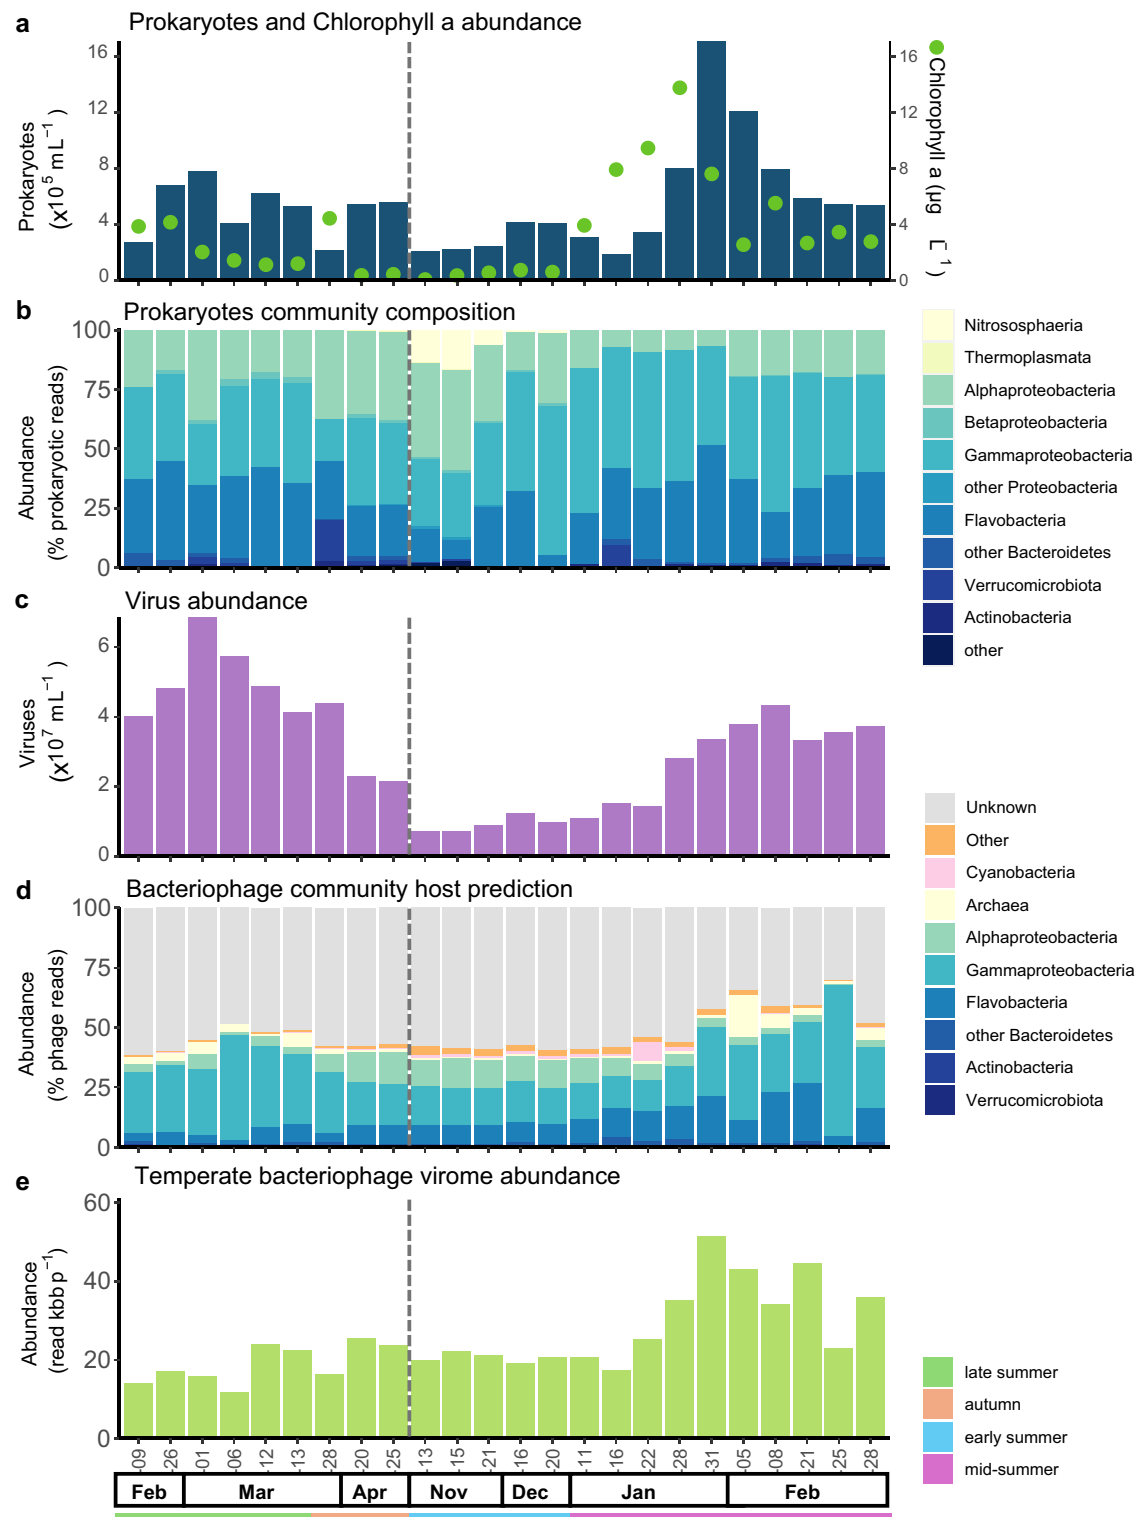 a Prokaryotes and Chlorophyll a abundance
16
12
8
4
0
Prokaryotes
(x10⁵ mL⁻¹)
16
12
8
4
0
Chlorophyll a (µg L⁻¹)
b Prokaryotes community composition
100
75
50
25
0
Abundance
(% prokaryotic reads)
Nitrososphaeria
Thermoplasmata
Alphaproteobacteria
Betaproteobacteria
Gammaproteobacteria
other Proteobacteria
Flavobacteria
other Bacteroidetes
Verrucomicrobiota
Actinobacteria
other
c Virus abundance
6
4
2
0
Viruses
(x10⁷ mL⁻¹)
d Bacteriophage community host prediction
100
75
50
25
0
Abundance
(% phage reads)
Unknown
Other
Cyanobacteria
Archaea
Alphaproteobacteria
Gammaproteobacteria
Flavobacteria
other Bacteroidetes
Actinobacteria
Verrucomicrobiota
e Temperate bacteriophage virome abundance
60
40
20
0
Abundance
(read kbbp⁻¹)
09 26 01 06 12 13 28 20 25 13 15 21 16 20 11 16 22 28 31 05 08 21 25 28
Feb Mar Apr Nov Dec Jan Feb
late summer
autumn
early summer
mid-summer